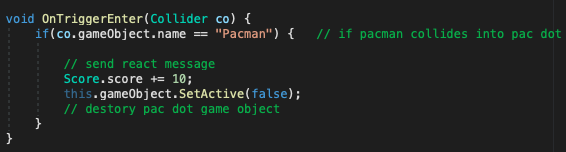 void OnTriggerEnter(Collider co) {
if(co.gameObject.name == "Pacman") { // if pacman collides into pac dot
// send react message
Score.score += 10;
this.gameObject.SetActive(false);
// destory pac dot game object
}
}